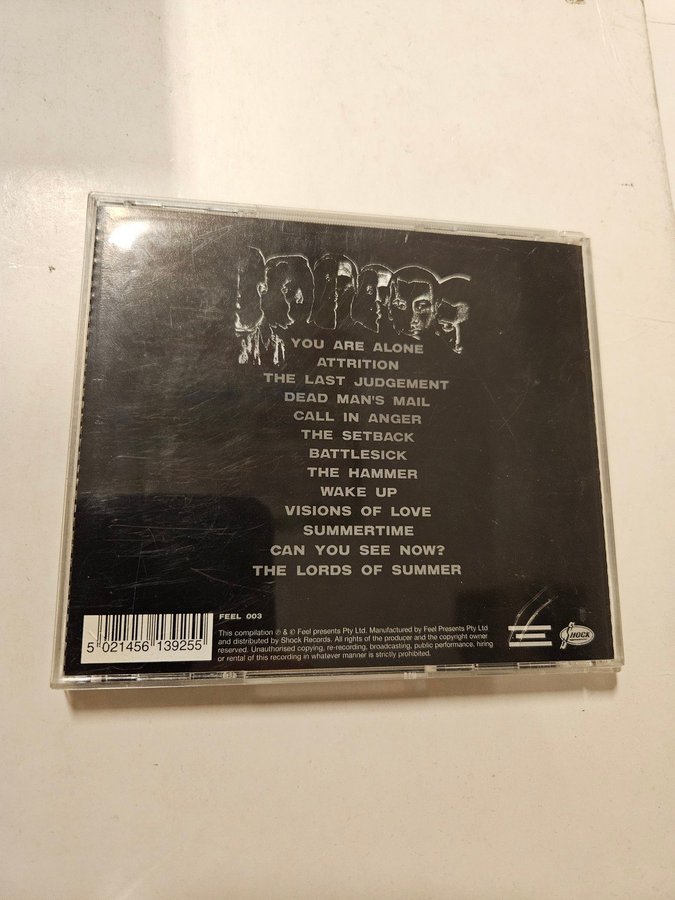 YOU ARE ALONE
ATTRITION
THE LAST JUDGEMENT
DEAD MAN'S MAIL
CALL IN ANGER
THE SETBACK
BATTLESICK
THE HAMMER
WAKE UP
VISIONS OF LOVE
SUMMERTIME
CAN YOU SEE NOW?
THE LORDS OF SUMMER
FEEL 003
This compilation ℗ & © Feel presents Pty Ltd. Manufactured by Feel Presents Pty Ltd
and distributed by Shock Records. All rights of the producer and the copyright owner
reserved. Unauthorised copying, re-recording, broadcasting, public performance, hiring
or rental of this recording in whatever manner is strictly prohibited.
5 021456 139255
SHOCK